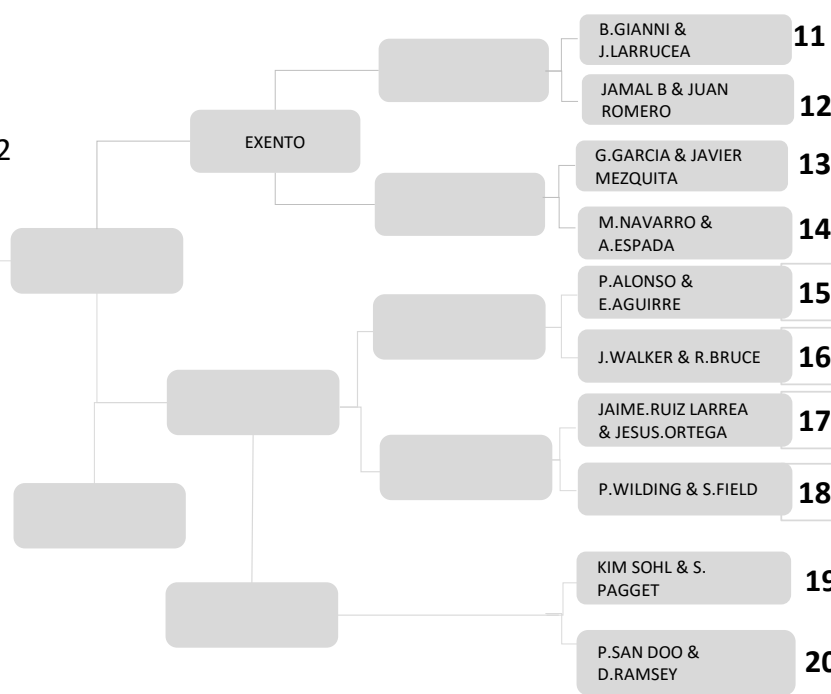 B.GIANNI &
J.LARRUCEA
11
JAMAL B & JUAN
ROMERO
12
2
EXENTO
G.GARCIA & JAVIER
MEZQUITA
13
M.NAVARRO &
A.ESPADA
14
P.ALONSO &
E.AGUIRRE
15
J.WALKER & R.BRUCE
16
JAIME.RUIZ LARREA
& JESUS.ORTEGA
17
P.WILDING & S.FIELD
18
KIM SOHL & S.
PAGGET
19
P.SAN DOO &
D.RAMSEY
20